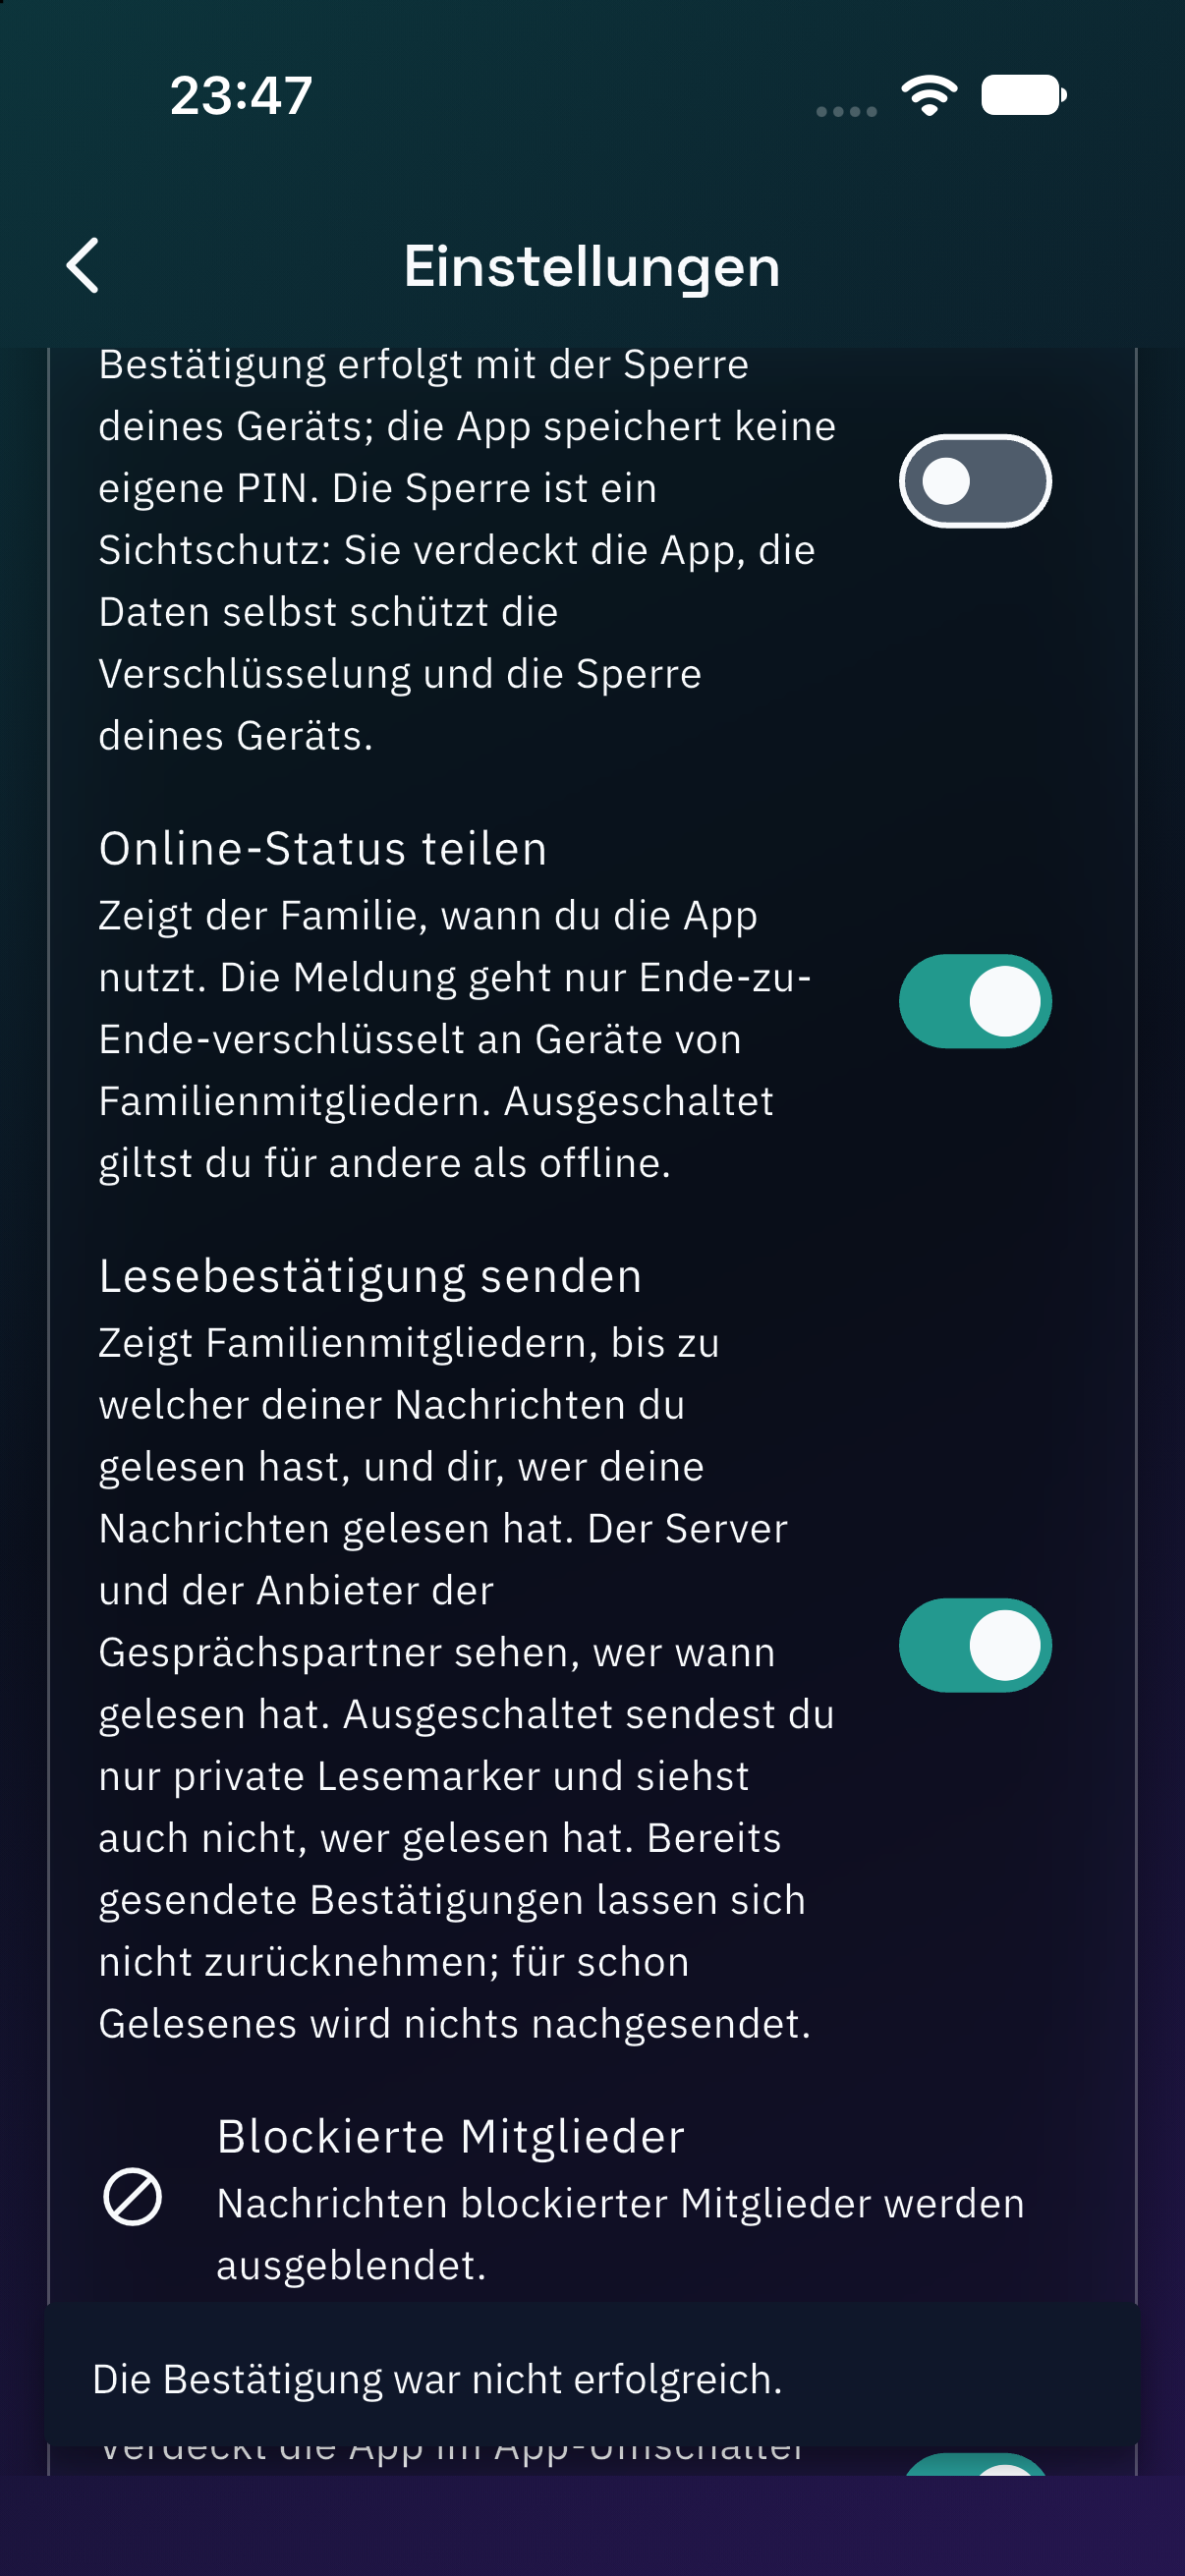 23:47
Einstellungen
Bestätigung erfolgt mit der Sperre
deines Geräts; die App speichert keine
eigene PIN. Die Sperre ist ein
Sichtschutz: Sie verdeckt die App, die
Daten selbst schützt die
Verschlüsselung und die Sperre
deines Geräts.
Online-Status teilen
Zeigt der Familie, wann du die App
nutzt. Die Meldung geht nur Ende-zu-
Ende-verschlüsselt an Geräte von
Familienmitgliedern. Ausgeschaltet
giltst du für andere als offline.
Lesebestätigung senden
Zeigt Familienmitgliedern, bis zu
welcher deiner Nachrichten du
gelesen hast, und dir, wer deine
Nachrichten gelesen hat. Der Server
und der Anbieter der
Gesprächspartner sehen, wer wann
gelesen hat. Ausgeschaltet sendest du
nur private Lesemarker und siehst
auch nicht, wer gelesen hat. Bereits
gesendete Bestätigungen lassen sich
nicht zurücknehmen; für schon
Gelesenes wird nichts nachgesendet.
Blockierte Mitglieder
Nachrichten blockierter Mitglieder werden
ausgeblendet.
Die Bestätigung war nicht erfolgreich.
Verdeckt die App im App-Umschalter